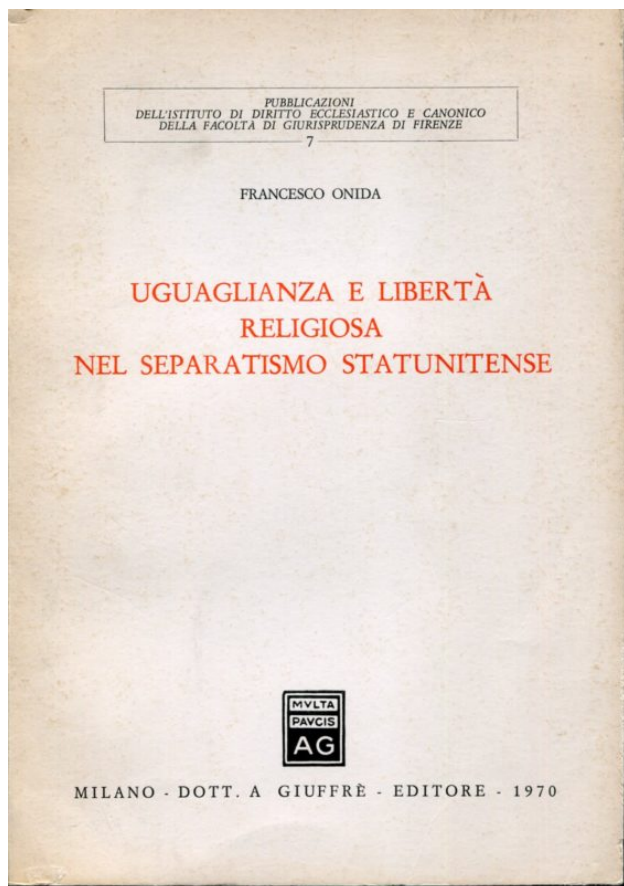 PUBBLICAZIONI
DELL'ISTITUTO DI DIRITTO ECCLESIASTICO E CANONICO
DELLA FACOLTÀ DI GIURISPRUDENZA DI FIRENZE
7
FRANCESCO ONIDA
UGUAGLIANZA E LIBERTÀ
RELIGIOSA
NEL SEPARATISMO STATUNITENSE
MVLTA
PAVCIS
AG
MILANO - DOTT. A GIUFFRÈ - EDITORE - 1970